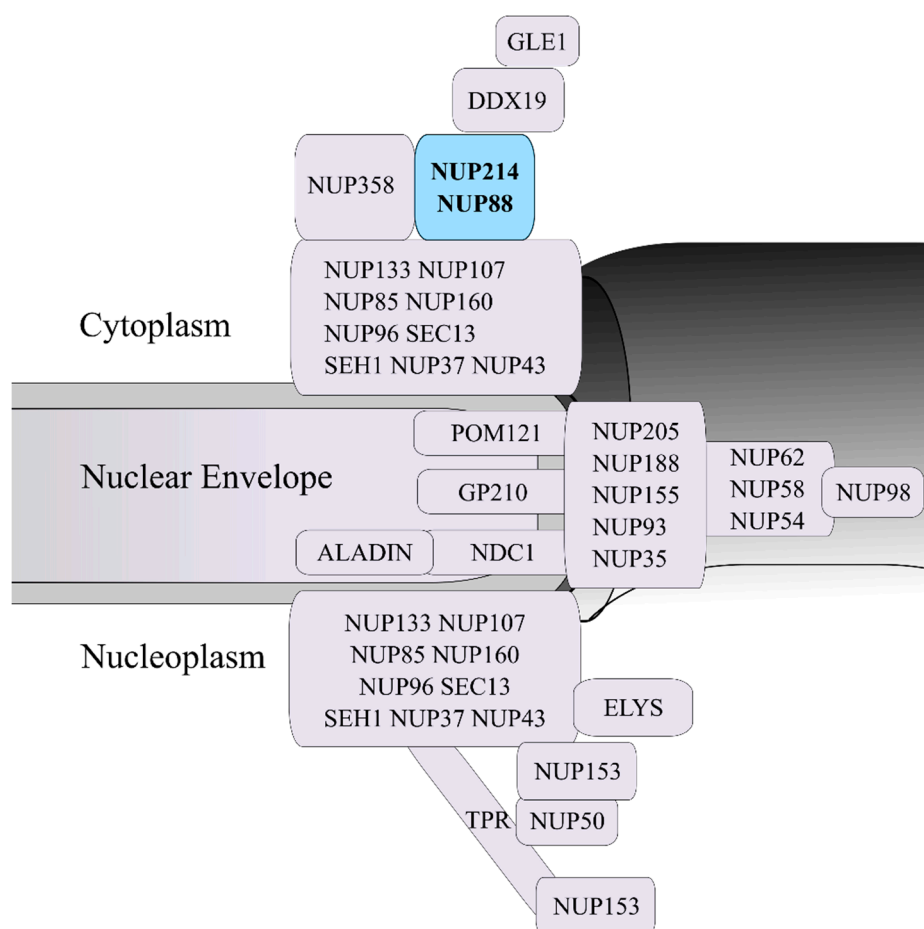 GLE1
DDX19
NUP358
NUP214
NUP88
NUP133 NUP107
NUP85 NUP160
NUP96 SEC13
SEH1 NUP37 NUP43
Cytoplasm
Nuclear Envelope
POM121
GP210
ALADIN
NDC1
NUP205
NUP188
NUP155
NUP93
NUP35
NUP62
NUP58
NUP54
NUP98
Nucleoplasm
NUP133 NUP107
NUP85 NUP160
NUP96 SEC13
SEH1 NUP37 NUP43
ELYS
NUP153
TPR
NUP50
NUP153